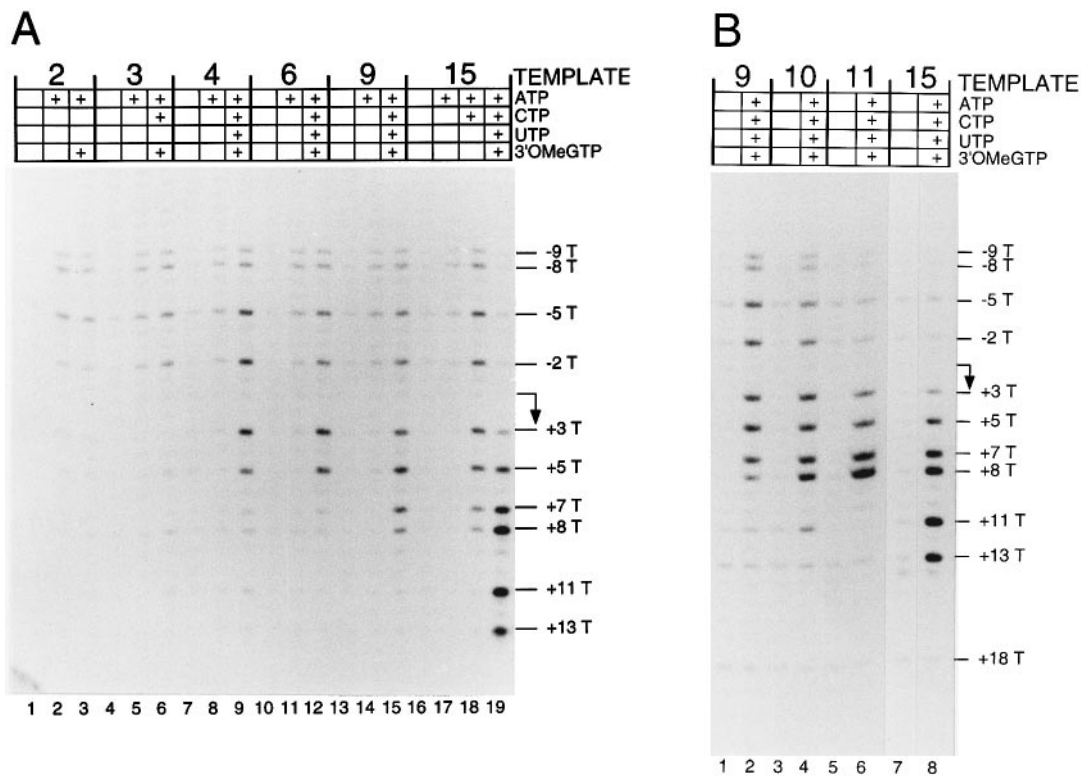 A
2 3 4 6 9 15 TEMPLATE
+ + + + + + + + + + + + + ATP
+ + + + + + CTP
+ + + + UTP
+ + + + + + 3'OMeGTP
-9 T
-8 T
-5 T
-2 T
+3 T
+5 T
+7 T
+8 T
+11 T
+13 T
1 2 3 4 5 6 7 8 9 10 11 12 13 14 15 16 17 18 19
B
9 10 11 15 TEMPLATE
+ + + + ATP
+ + + + CTP
+ + + + UTP
+ + + + 3'OMeGTP
-9 T
-8 T
-5 T
-2 T
+3 T
+5 T
+7 T
+8 T
+11 T
+13 T
+18 T
1 2 3 4 5 6 7 8